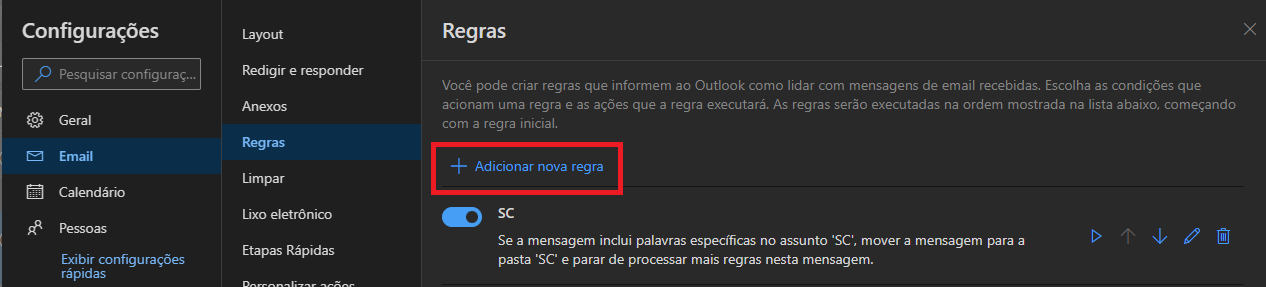 Configurações
Pesquisar configuraç...
Geral
Email
Calendário
Pessoas
Exibir configurações
rápidas
Layout
Redigir e responder
Anexos
Regras
Limpar
Lixo eletrônico
Etapas Rápidas
Personalizar ações
Regras
Você pode criar regras que informem ao Outlook como lidar com mensagens de email recebidas. Escolha as condições que
acionam uma regra e as ações que a regra executará. As regras serão executadas na ordem mostrada na lista abaixo, começando
com a regra inicial.
Adicionar nova regra
SC
Se a mensagem inclui palavras específicas no assunto 'SC', mover a mensagem para a
pasta 'SC' e parar de processar mais regras nesta mensagem.